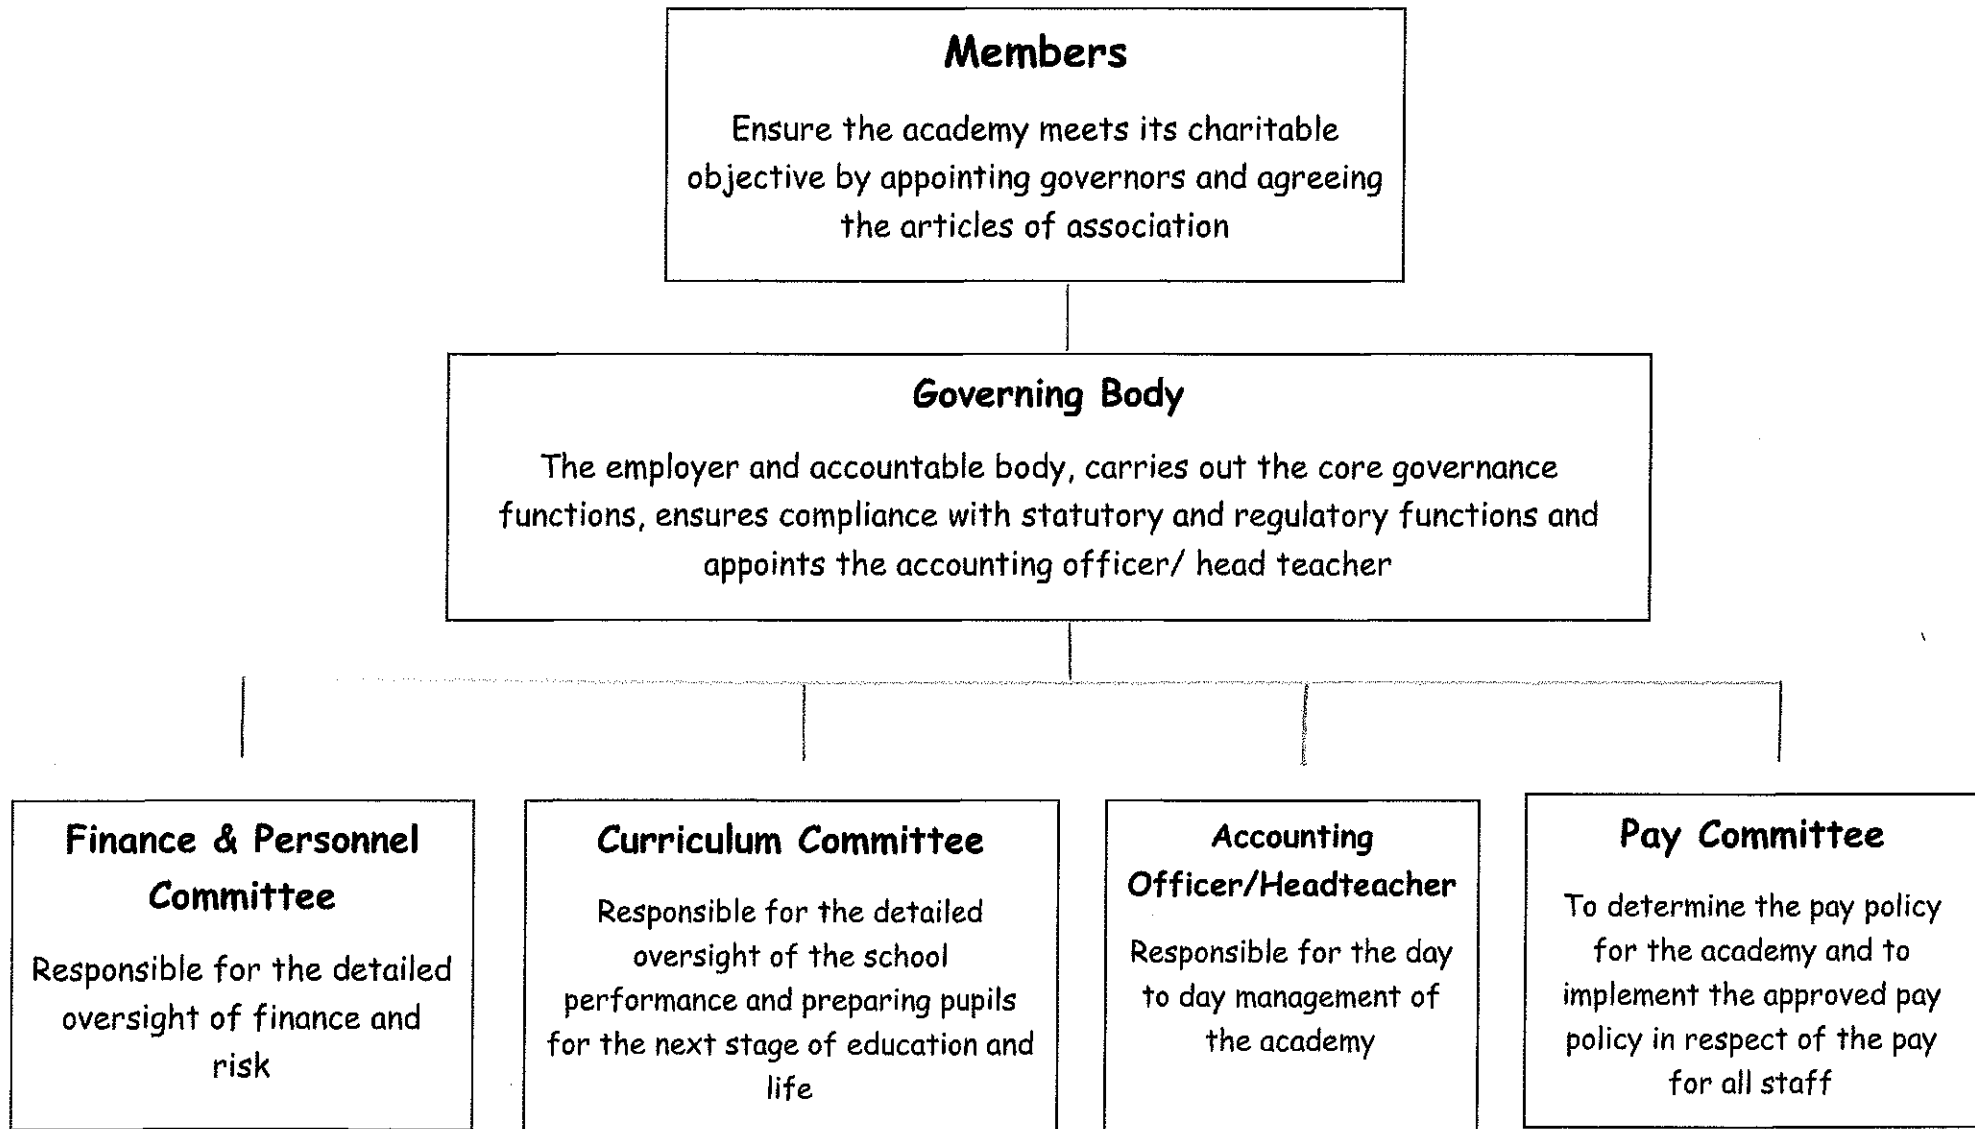 Members
Ensure the academy meets its charitable
objective by appointing governors and agreeing
the articles of association
Governing Body
The employer and accountable body, carries out the core governance
functions, ensures compliance with statutory and regulatory functions and
appoints the accounting officer/ head teacher
Finance & Personnel
Committee
Responsible for the detailed
oversight of finance and
risk
Curriculum Committee
Responsible for the detailed
oversight of the school
performance and preparing pupils
for the next stage of education and
life
Accounting
Officer/Headteacher
Responsible for the day
to day management of
the academy
Pay Committee
To determine the pay policy
for the academy and to
implement the approved pay
policy in respect of the pay
for all staff